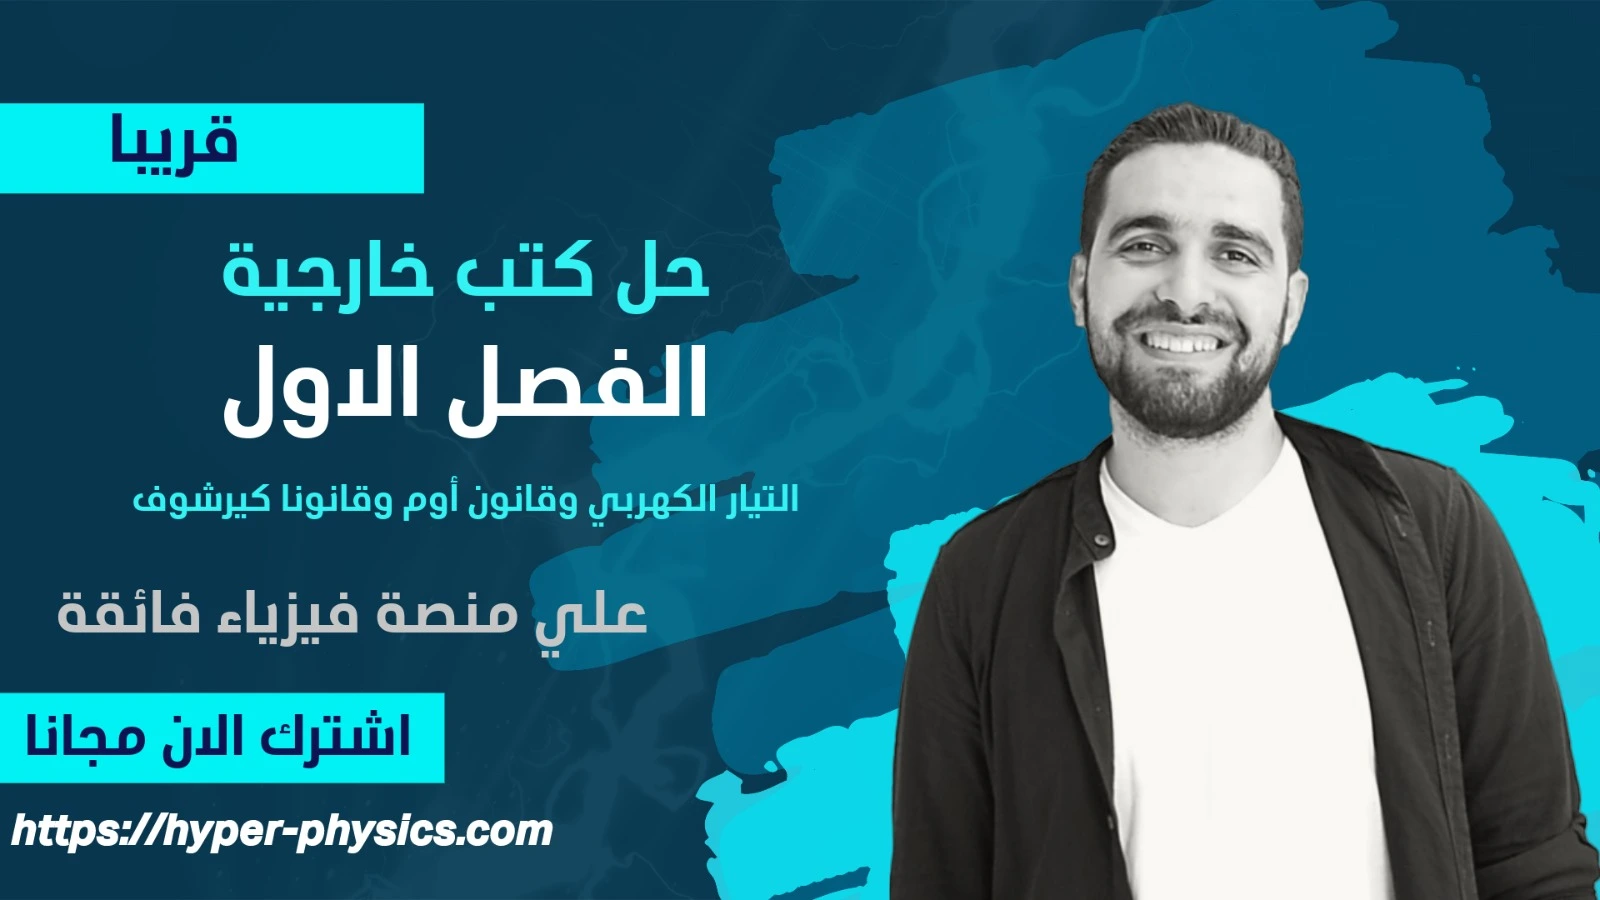 قريبا
حل كتب خارجية
الفصل الاول
التيار الكهربي وقانون أوم وقانونا كيرشوف
علي منصة فيزياء فائقة
اشترك الان مجانا
https://hyper-physics.com